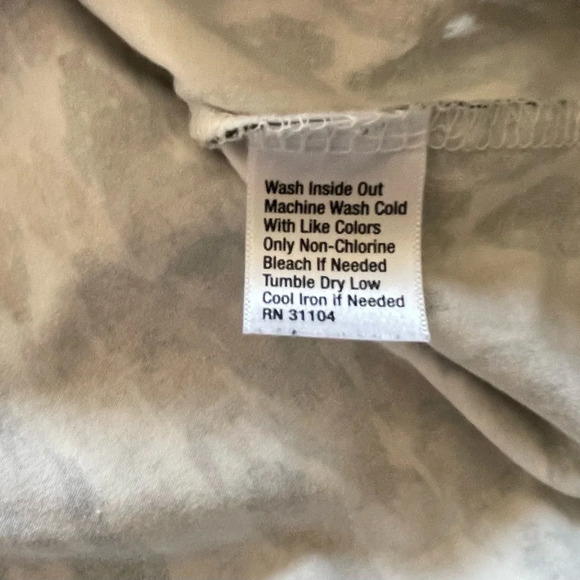 Wash Inside Out
Machine Wash Cold
With Like Colors
Only Non-Chlorine
Bleach If Needed
Tumble Dry Low
Cool Iron if Needed
RN 31104